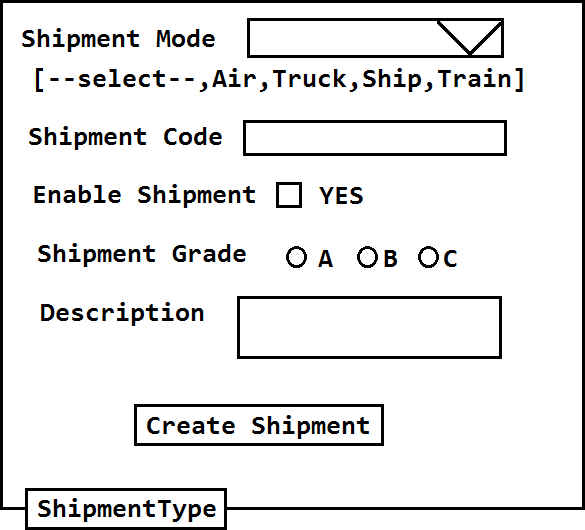 Shipment Mode
[--select--,Air,Truck,Ship,Train]
Shipment Code
Enable Shipment YES
Shipment Grade A B C
Description
Create Shipment
ShipmentType